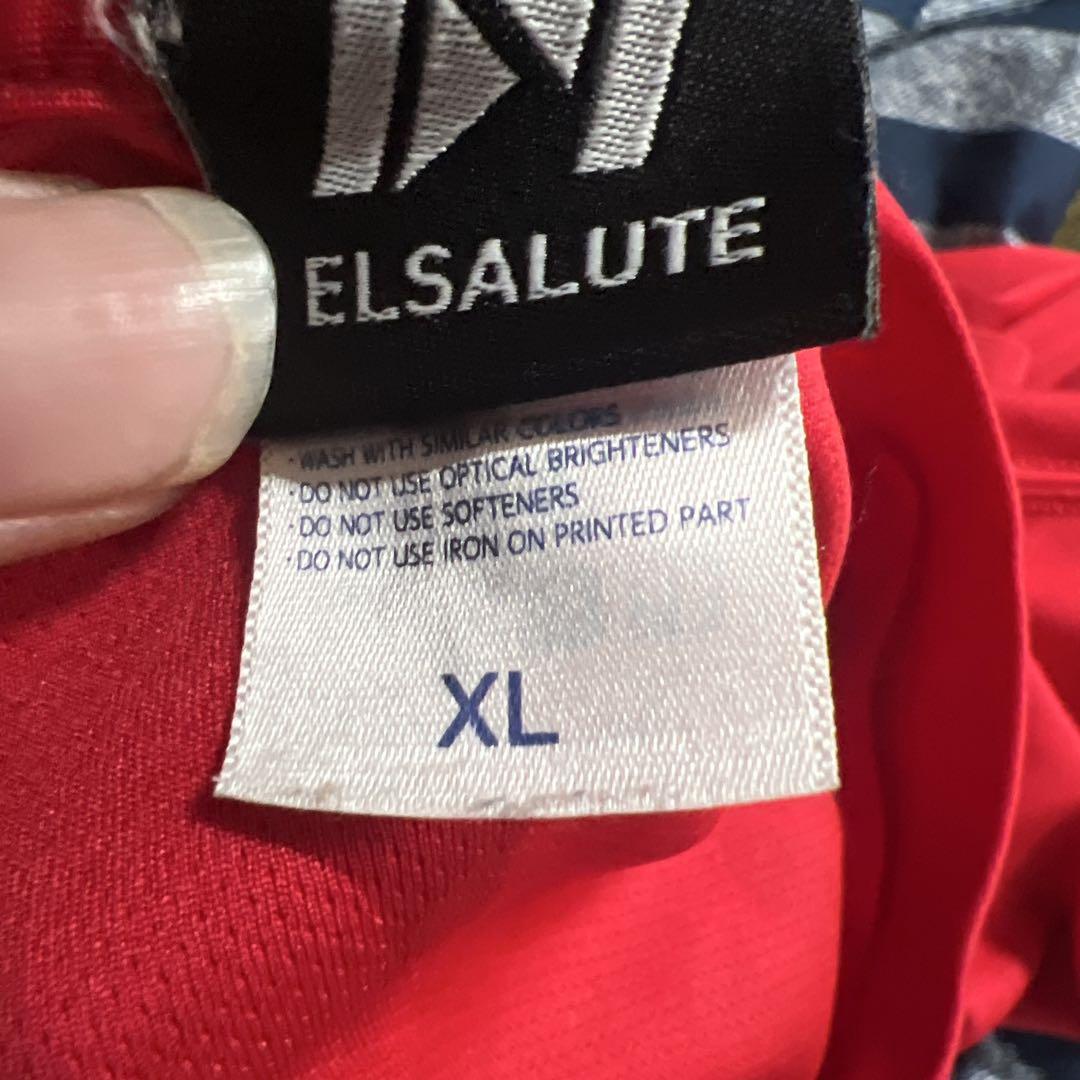 ELSALUTE
·WASH WITH SIMILAR COLORS
·DO NOT USE OPTICAL BRIGHTENERS
·DO NOT USE SOFTENERS
·DO NOT USE IRON ON PRINTED PART
XL